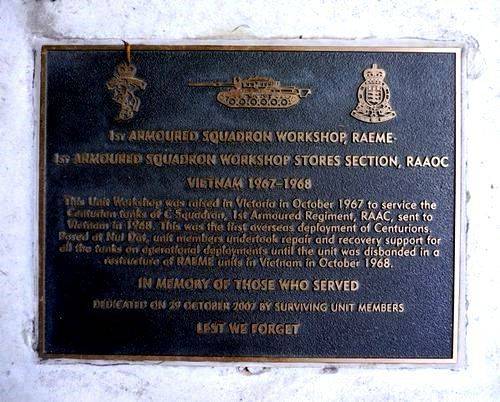 1st ARMOURED SQUADRON WORKSHOP, RAEME
1st ARMOURED SQUADRON WORKSHOP STORES SECTION, RAAOC
VIETNAM 1967-1968
This Unit Workshop was raised in Victoria in October 1967 to service the
Centurion tanks of C Squadron, 1st Armoured Regiment, RAAC, sent to
Vietnam in 1968. This was the first overseas deployment of Centurions.
Based at Nui Dat, unit members undertook repair and recovery support for
all the tanks on operational deployments until the unit was disbanded in a
restructure of RAEME units in Vietnam in October 1968.
IN MEMORY OF THOSE WHO SERVED
DEDICATED ON 29 OCTOBER 2007 BY SURVIVING UNIT MEMBERS
LEST WE FORGET